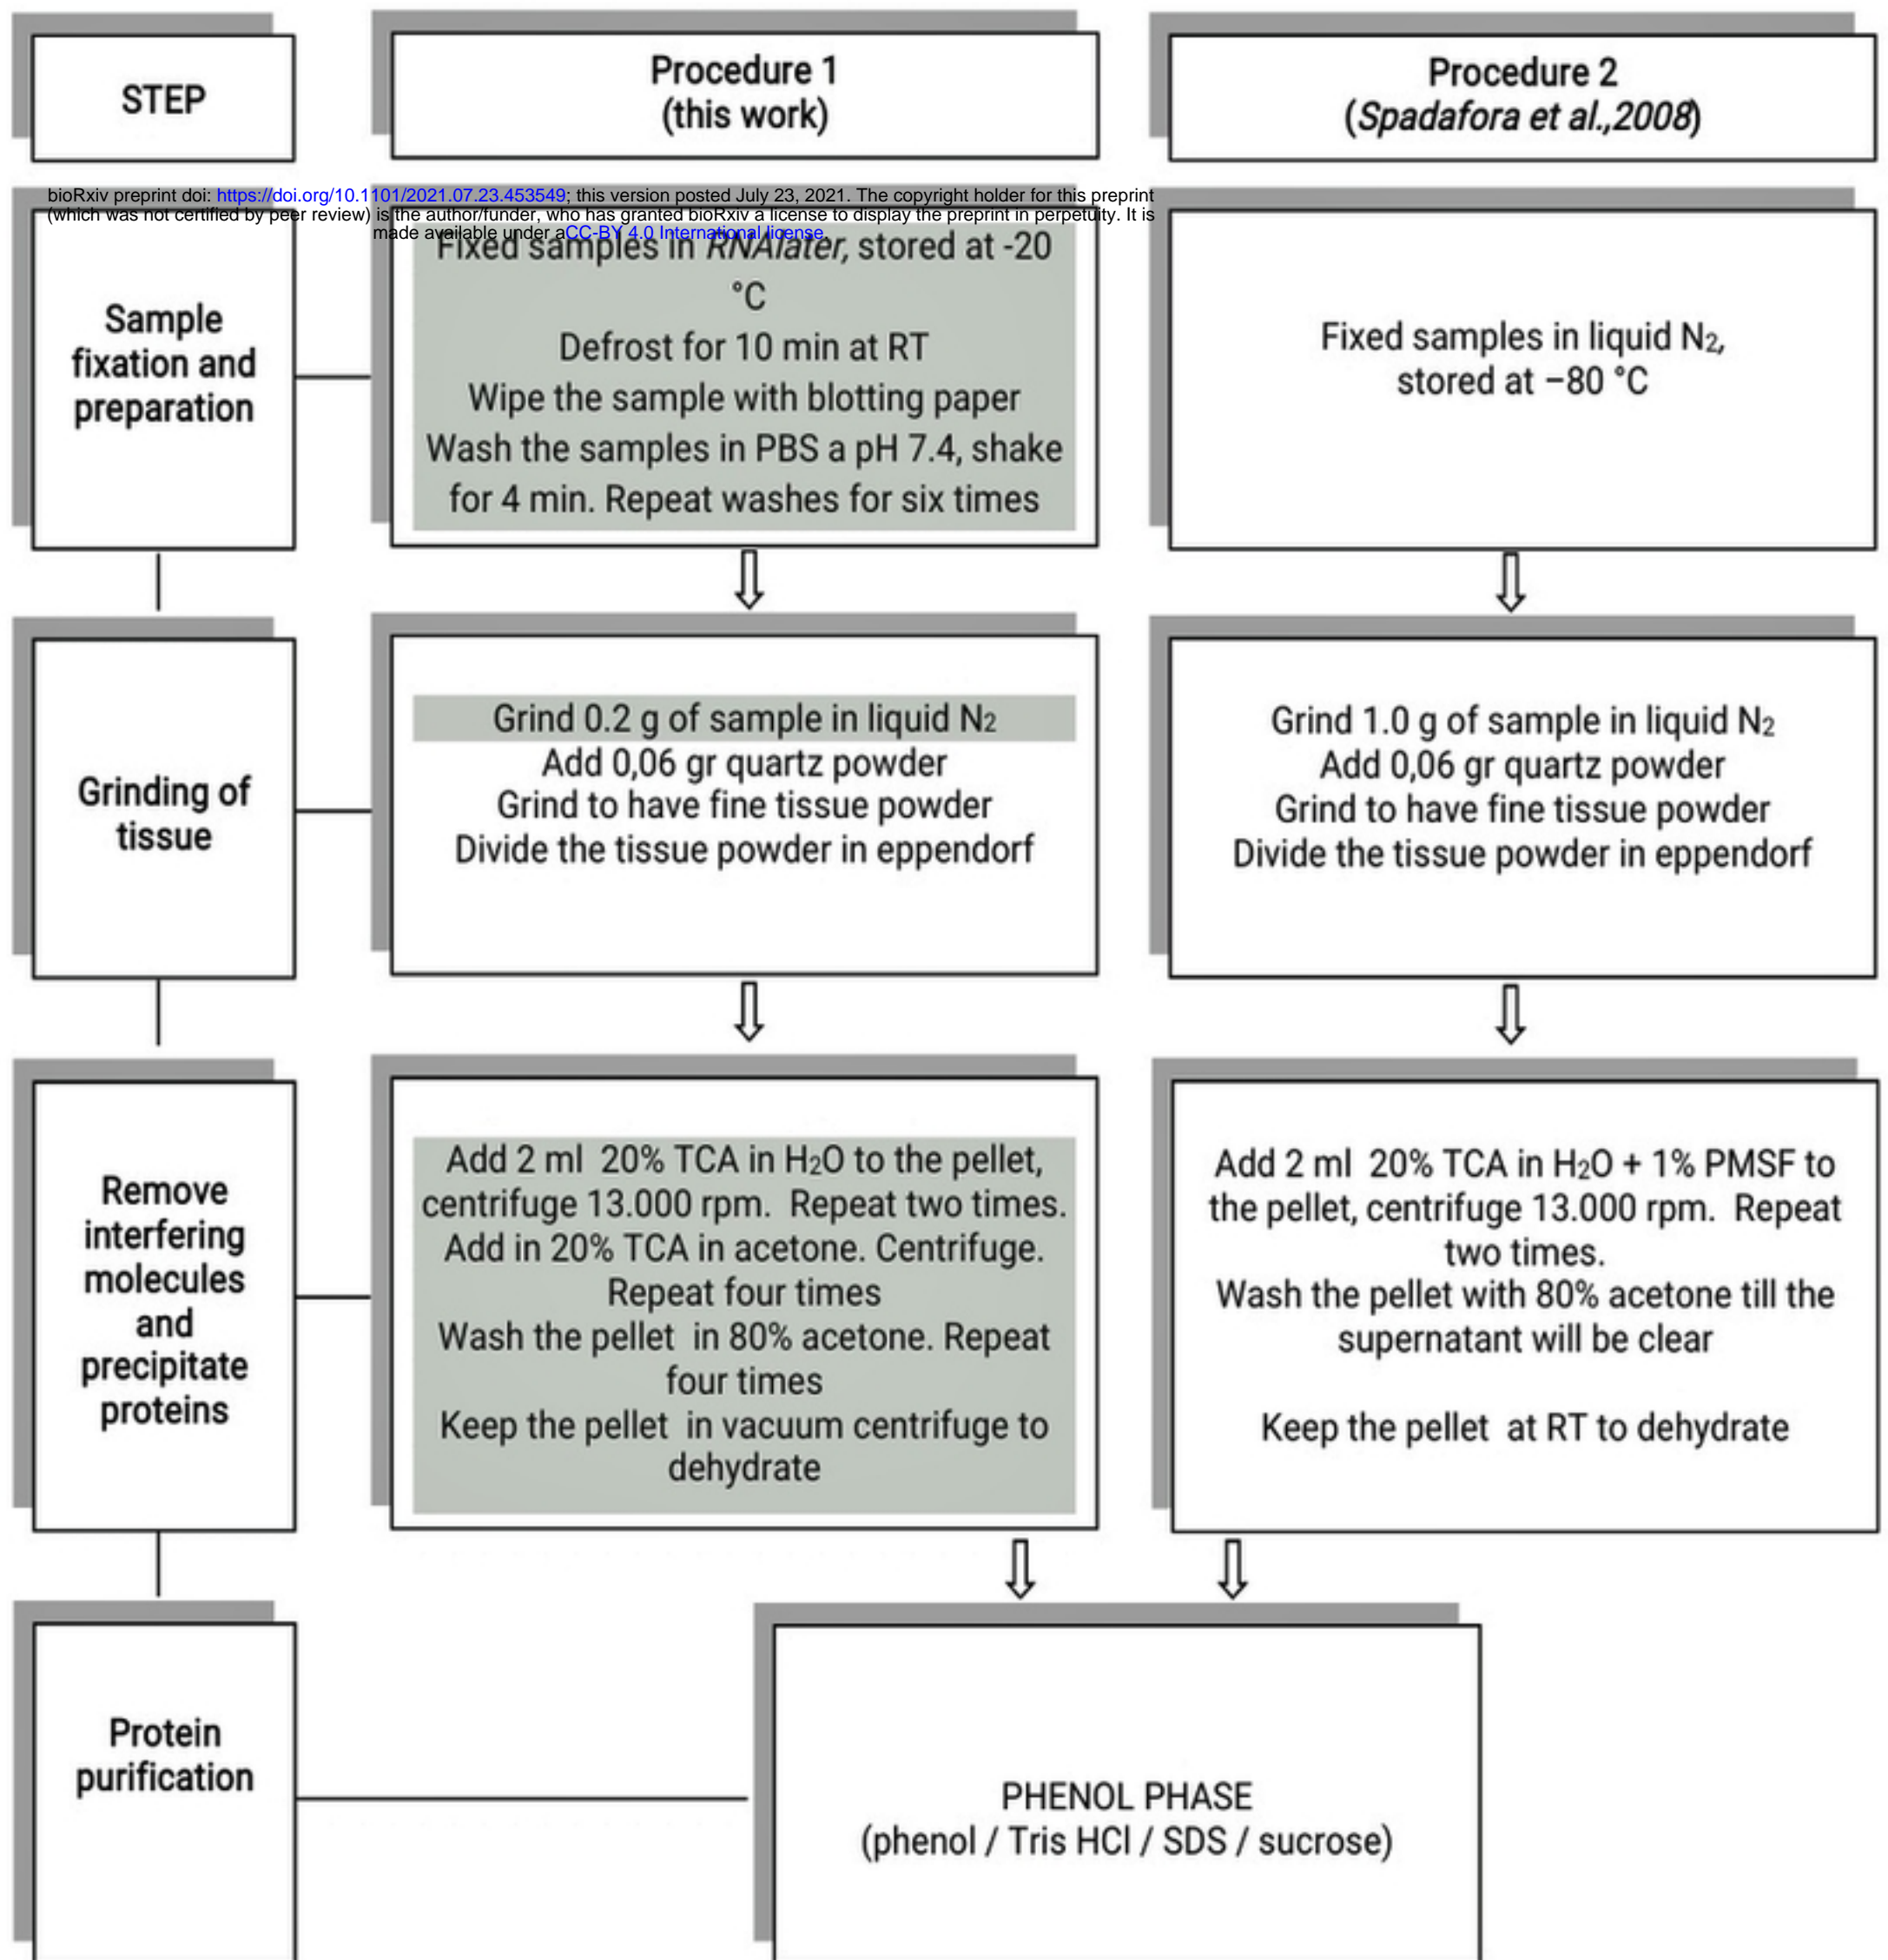 STEP
Procedure 1
(this work)
Procedure 2
(Spadafora et al.,2008)
bioRxiv preprint doi: https://doi.org/10.1101/2021.07.23.453549; this version posted July 23, 2021. The copyright holder for this preprint
(which was not certified by peer review) is the author/funder, who has granted bioRxiv a license to display the preprint in perpetuity. It is
made available under aCC-BY 4.0 International license.
Sample
fixation and
preparation
Fixed samples in RNAlater, stored at -20
°C
Defrost for 10 min at RT
Wipe the sample with blotting paper
Wash the samples in PBS a pH 7.4, shake
for 4 min. Repeat washes for six times
Fixed samples in liquid N₂,
stored at −80 °C
Grinding of
tissue
Grind 0.2 g of sample in liquid N₂
Add 0,06 gr quartz powder
Grind to have fine tissue powder
Divide the tissue powder in eppendorf
Grind 1.0 g of sample in liquid N₂
Add 0,06 gr quartz powder
Grind to have fine tissue powder
Divide the tissue powder in eppendorf
Remove
interfering
molecules
and
precipitate
proteins
Add 2 ml 20% TCA in H₂O to the pellet,
centrifuge 13.000 rpm. Repeat two times.
Add in 20% TCA in acetone. Centrifuge.
Repeat four times
Wash the pellet in 80% acetone. Repeat
four times
Keep the pellet in vacuum centrifuge to
dehydrate
Add 2 ml 20% TCA in H₂O + 1% PMSF to
the pellet, centrifuge 13.000 rpm. Repeat
two times.
Wash the pellet with 80% acetone till the
supernatant will be clear
Keep the pellet at RT to dehydrate
Protein
purification
PHENOL PHASE
(phenol / Tris HCl / SDS / sucrose)